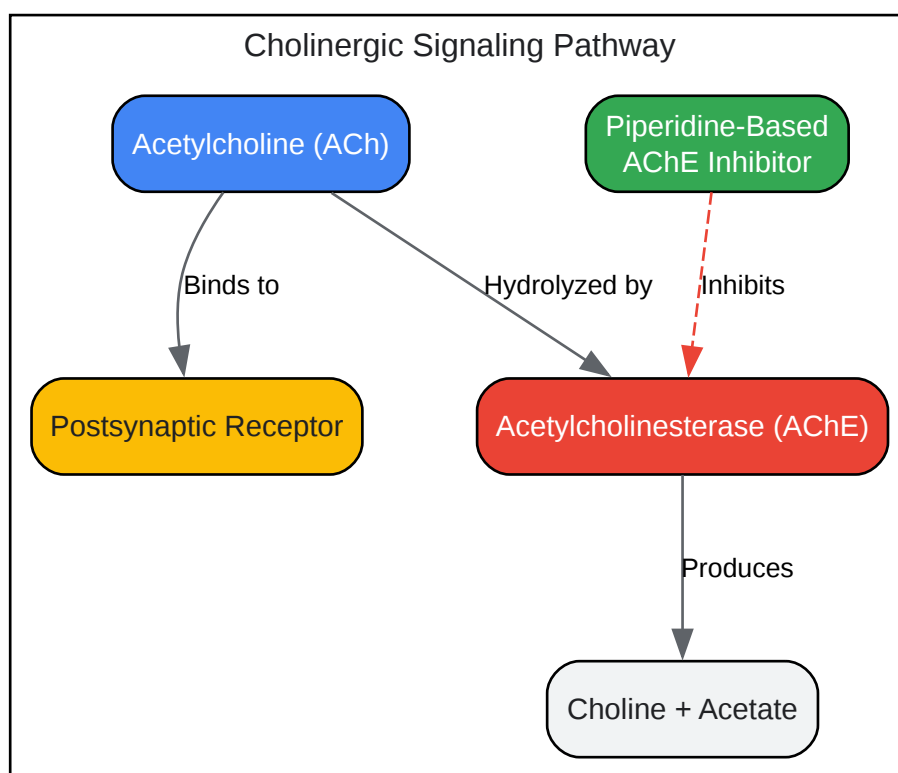 Cholinergic Signaling Pathway
Acetylcholine (ACh)
Piperidine-Based
AChE Inhibitor
Binds to
Hydrolyzed by
Inhibits
Postsynaptic Receptor
Acetylcholinesterase (AChE)
Produces
Choline + Acetate